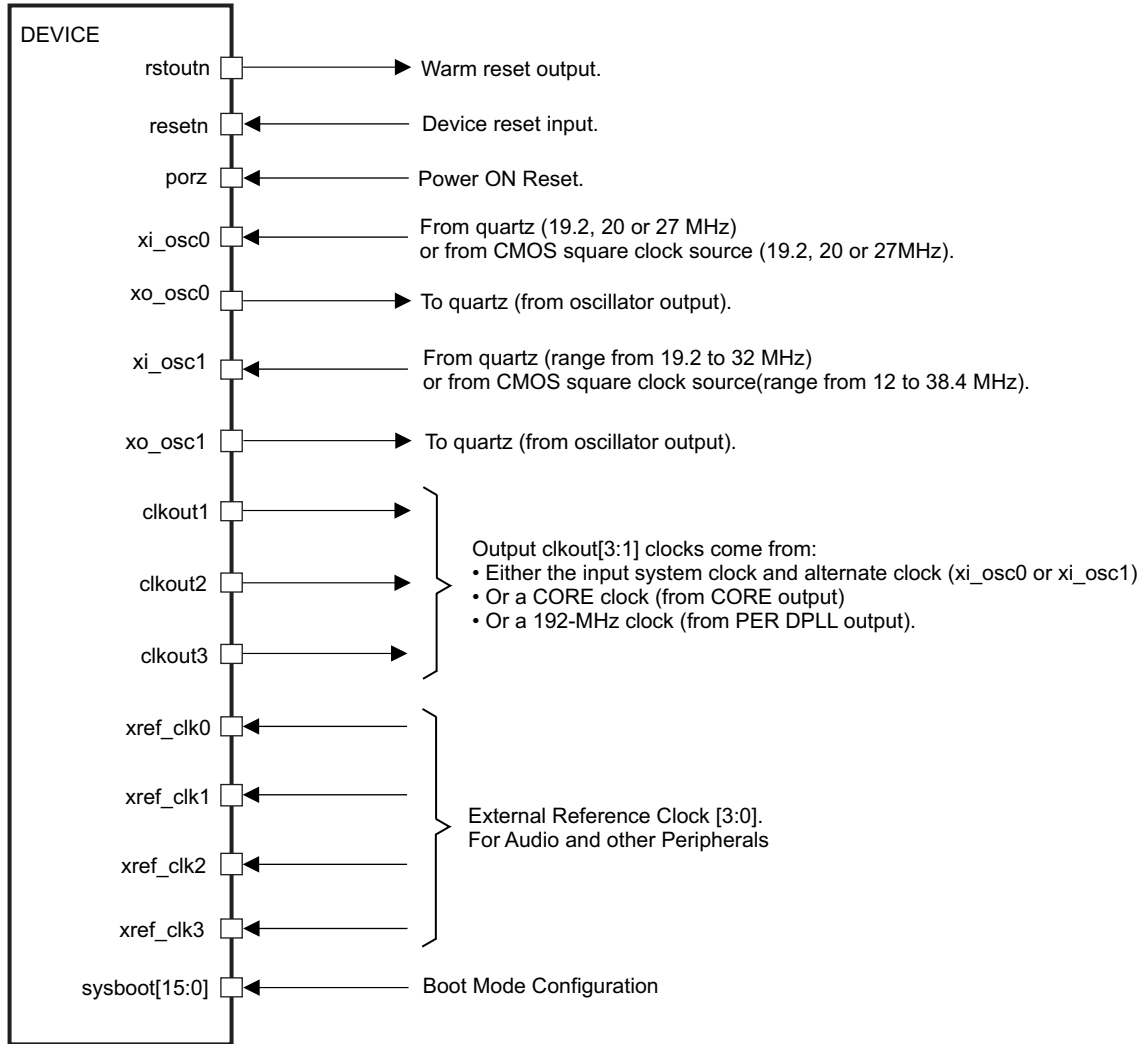 DEVICE
rstoutn
Warm reset output.
resetn
Device reset input.
porz
Power ON Reset.
xi_osc0
From quartz (19.2, 20 or 27 MHz)
or from CMOS square clock source (19.2, 20 or 27MHz).
xo_osc0
To quartz (from oscillator output).
xi_osc1
From quartz (range from 19.2 to 32 MHz)
or from CMOS square clock source(range from 12 to 38.4 MHz).
xo_osc1
To quartz (from oscillator output).
clkout1
clkout2
clkout3
Output clkout[3:1] clocks come from:
• Either the input system clock and alternate clock (xi_osc0 or xi_osc1)
• Or a CORE clock (from CORE output)
• Or a 192-MHz clock (from PER DPLL output).
xref_clk0
xref_clk1
xref_clk2
xref_clk3
External Reference Clock [3:0].
For Audio and other Peripherals
sysboot[15:0]
Boot Mode Configuration